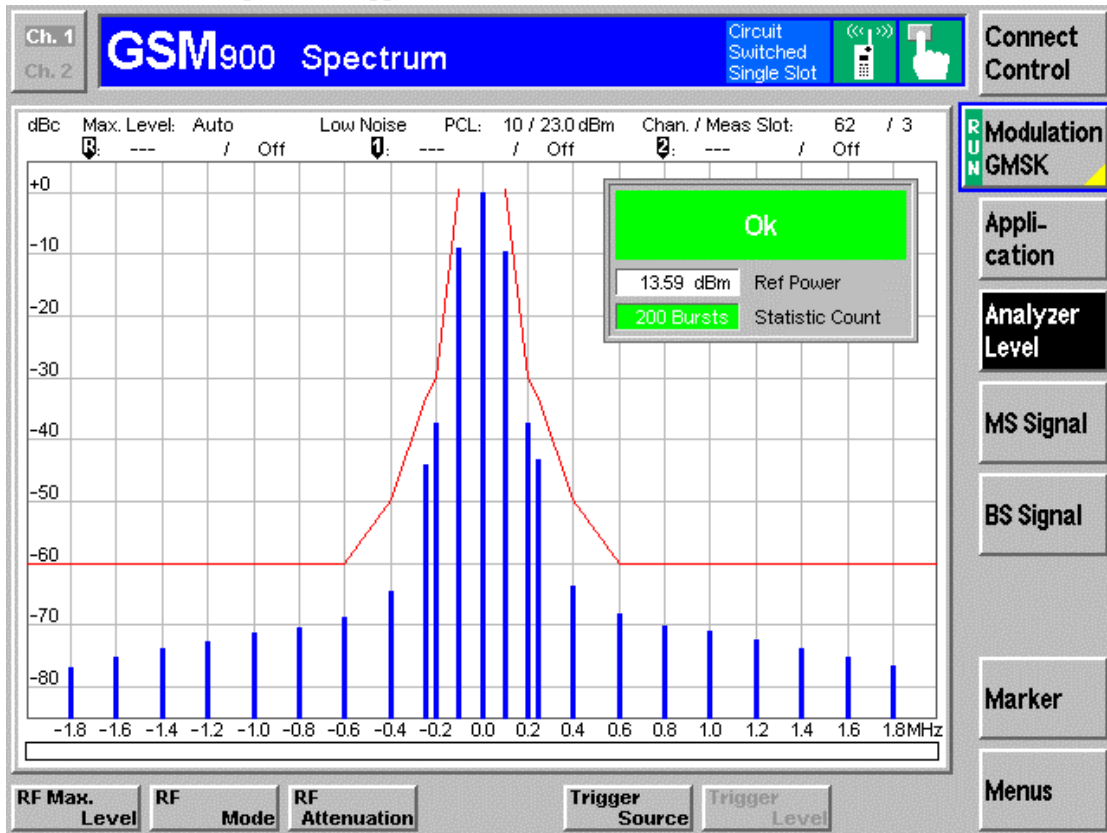 Ch. 1
Ch. 2
GSM900 Spectrum
Circuit
Switched
Single Slot
Connect
Control
dBc Max. Level: Auto Low Noise PCL: 10 / 23.0 dBm Chan. / Meas Slot: 62 / 3
R: --- / Off 1: --- / Off 2: --- / Off
RUN
Modulation
GMSK
+0
-10
-20
-30
-40
-50
-60
-70
-80
Ok
13.59 dBm Ref Power
200 Bursts Statistic Count
Appli-
cation
Analyzer
Level
MS Signal
BS Signal
Marker
-1.8 -1.6 -1.4 -1.2 -1.0 -0.8 -0.6 -0.4 -0.2 0.0 0.2 0.4 0.6 0.8 1.0 1.2 1.4 1.6 1.8MHz
RF Max.
Level
RF
Mode
RF
Attenuation
Trigger
Source
Trigger
Level
Menus